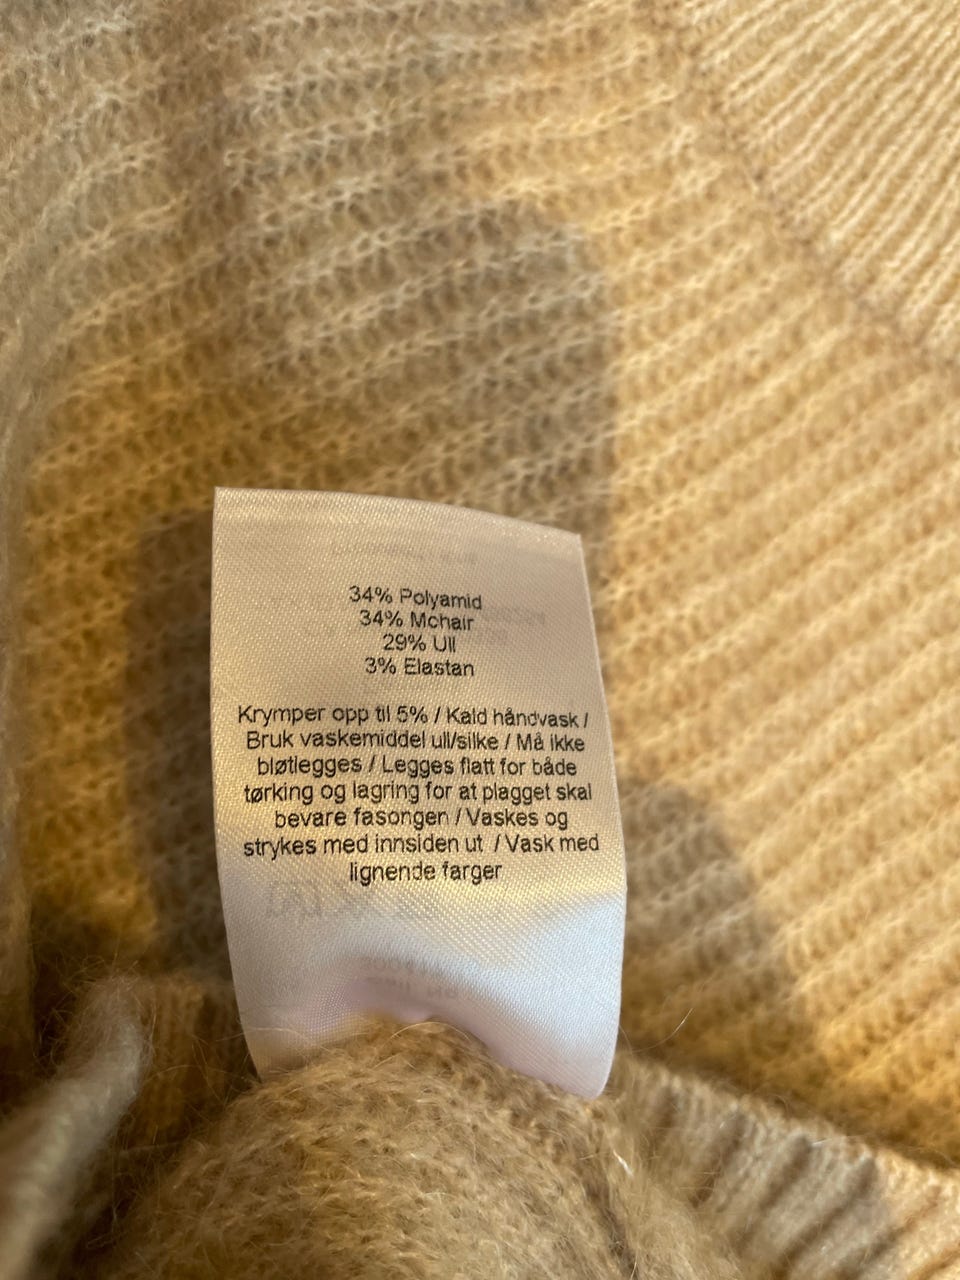 34% Polyamid
34% Mohair
29% Ull
3% Elastan
Krymper opp til 5% / Kald håndvask /
Bruk vaskemiddel ull/silke / Må ikke
bløtlegges / Legges flatt for både
tørking og lagring for at plagget skal
bevare fasongen / Vaskes og
strykes med innsiden ut / Vask med
lignende farger